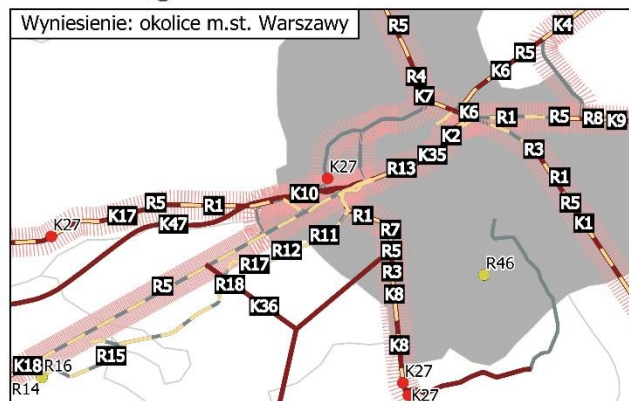 Wyniesienie: okolice m.st. Warszawy
R5
K4
R5
R4
K6
K7
K6
R1
R5
R8
K9
K2
K35
R3
R13
K27
R1
K10
R5
R1
K17
R5
K47
K27
K1
R1
R11
R7
R12
R5
R17
R3
R46
R18
R5
K8
K36
K8
R15
K18
R16
R14
K27
K27